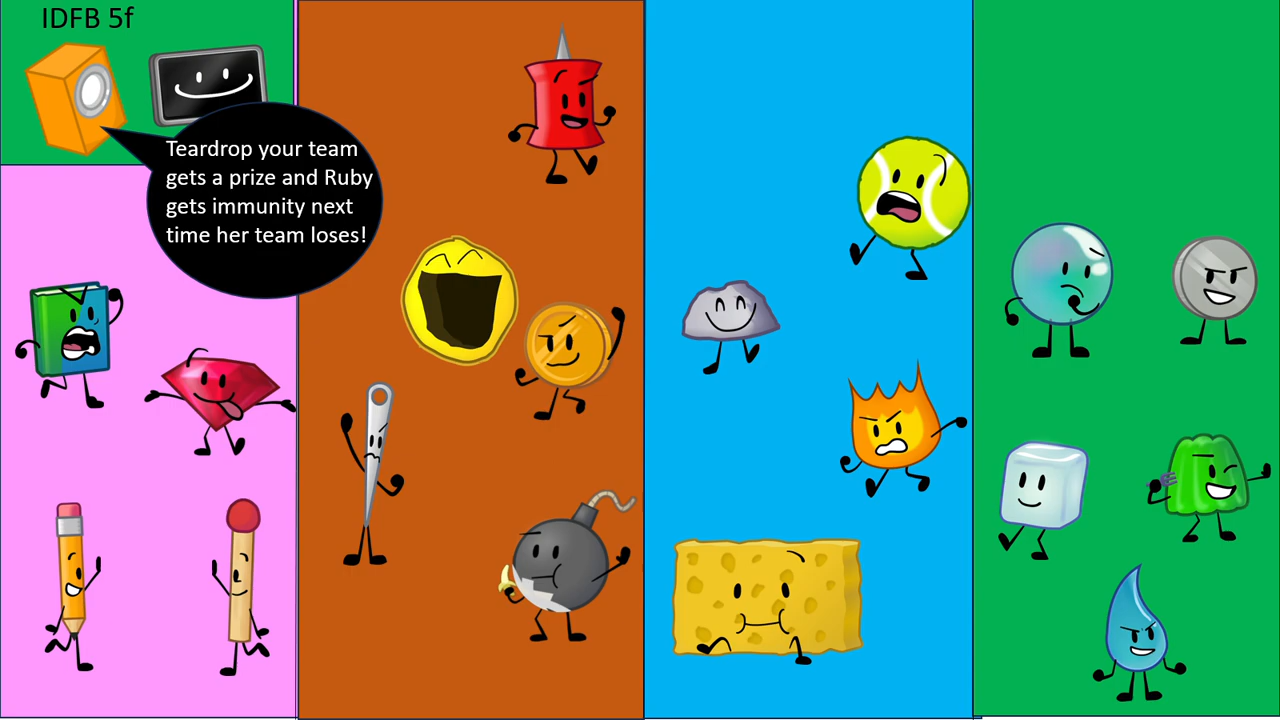 IDFB 5f
Teardrop your team
gets a prize and Ruby
gets immunity next
time her team loses!